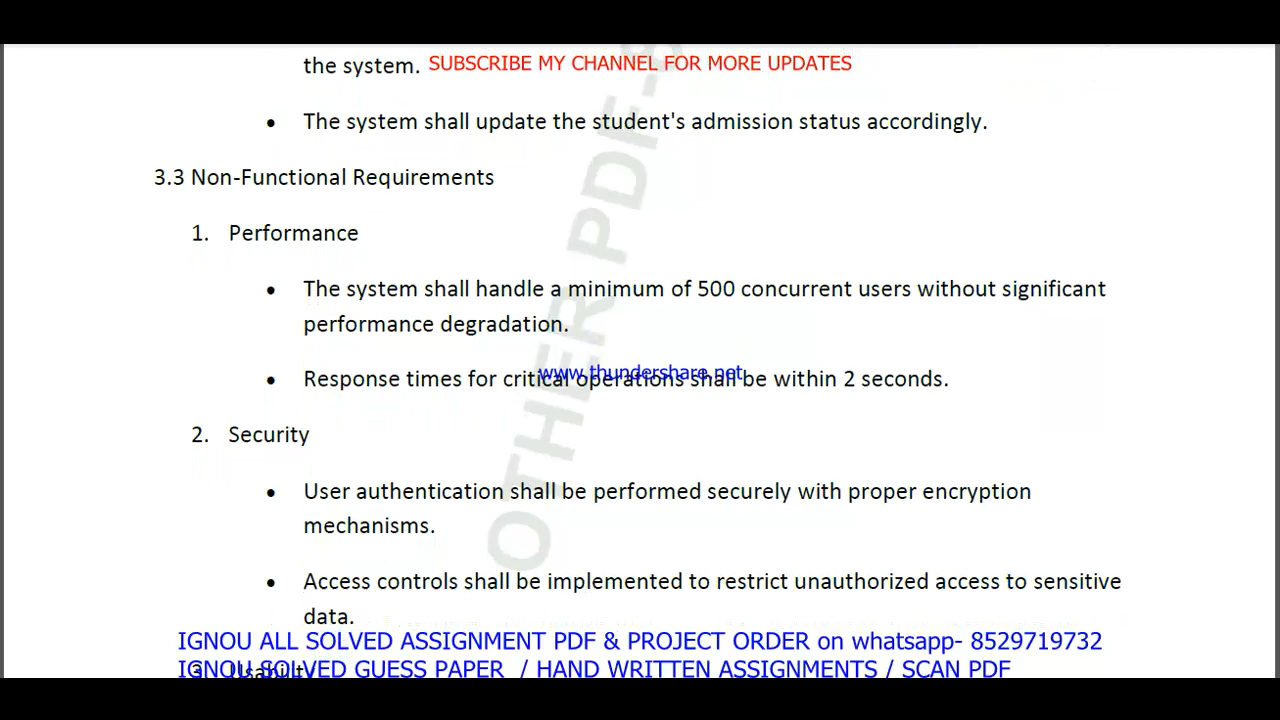 the system. SUBSCRIBE MY CHANNEL FOR MORE UPDATES
• The system shall update the student's admission status accordingly.
3.3 Non-Functional Requirements
1. Performance
• The system shall handle a minimum of 500 concurrent users without significant
performance degradation.
www.thundershare.net
• Response times for critical operations shall be within 2 seconds.
2. Security
• User authentication shall be performed securely with proper encryption
mechanisms.
• Access controls shall be implemented to restrict unauthorized access to sensitive
data.
IGNOU ALL SOLVED ASSIGNMENT PDF & PROJECT ORDER on whatsapp- 8529719732
3. Usability
IGNOU SOLVED GUESS PAPER / HAND WRITTEN ASSIGNMENTS / SCAN PDF
OTHER PDF-